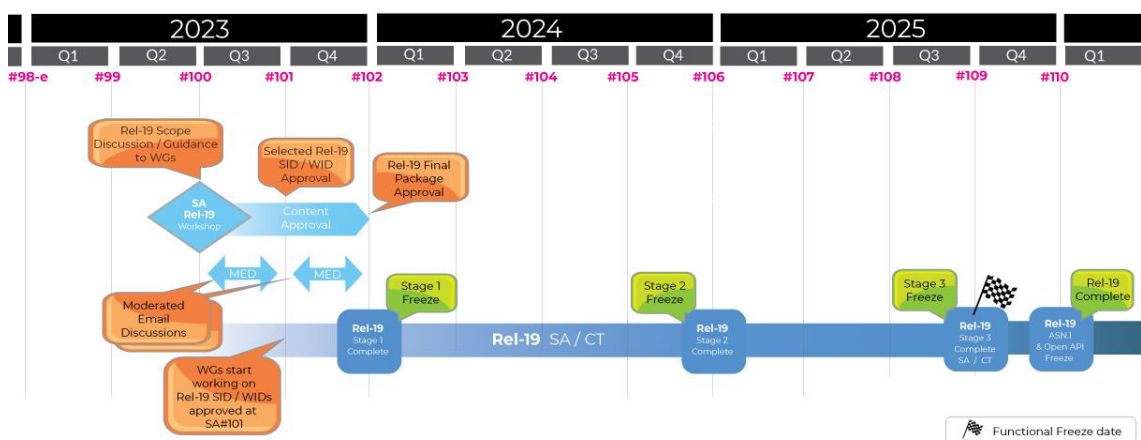 2023
2024
2025
Q1 Q2 Q3 Q4 Q1 Q2 Q3 Q4 Q1 Q2 Q3 Q4 Q1
#98-e #99 #100 #101 #102 #103 #104 #105 #106 #107 #108 #109 #110
Rel-19 Scope
Discussion / Guidance
to WGs
Selected Rel-19
SID / WID
Approval
Rel-19 Final
Package
Approval
SA
Rel-19
Workshop
Content
Approval
MED
MED
Moderated
Email
Discussions
Stage 1
Freeze
Stage 2
Freeze
Stage 3
Freeze
Rel-19
Complete
Rel-19
Stage 1
Complete
Rel-19 SA / CT
Rel-19
Stage 2
Complete
Rel-19
Stage 3
Complete
SA / CT
Rel-19
ASN.1
& Open API
Freeze
WGs start
working on
Rel-19 SID / WIDs
approved at
SA#101
Functional Freeze date